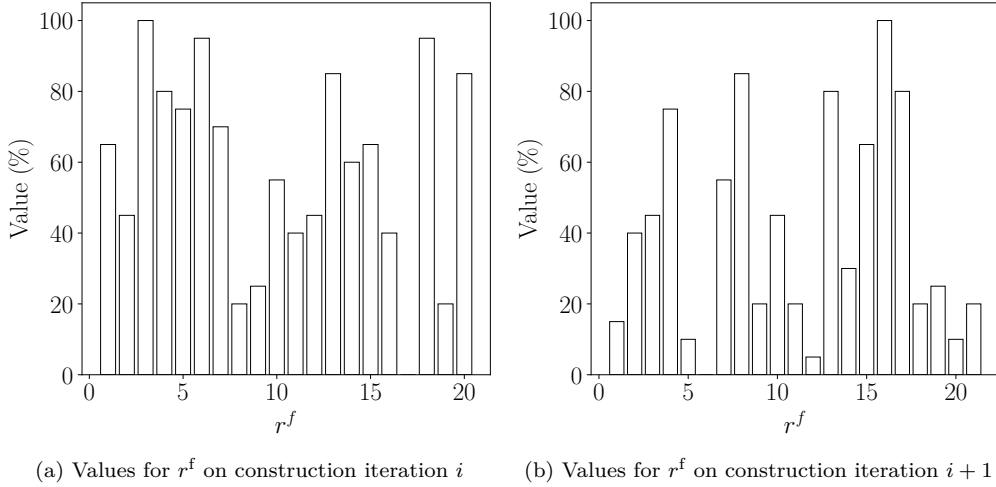 100
80
60
40
20
0
Value (%)
0 5 10 15 20
r^f
(a) Values for r^f on construction iteration i
100
80
60
40
20
0
Value (%)
0 5 10 15 20
r^f
(b) Values for r^f on construction iteration i + 1